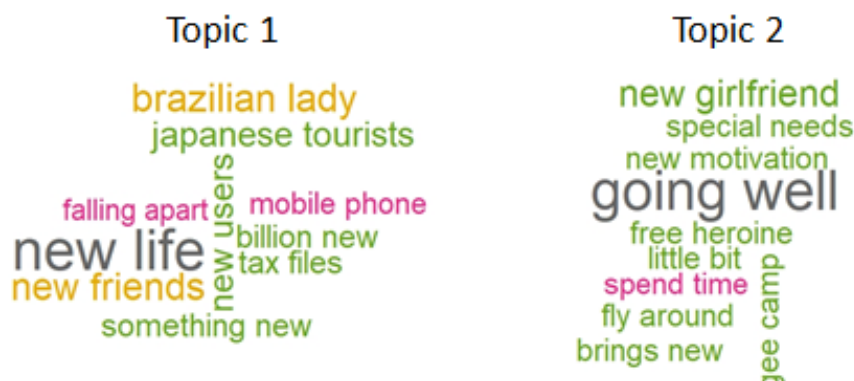 Topic 1
brazilian lady
japanese tourists
falling apart
new users
mobile phone
new life
billion new
tax files
new friends
something new
Topic 2
new girlfriend
special needs
new motivation
going well
free heroine
little bit
spend time
fly around
camp
brings new